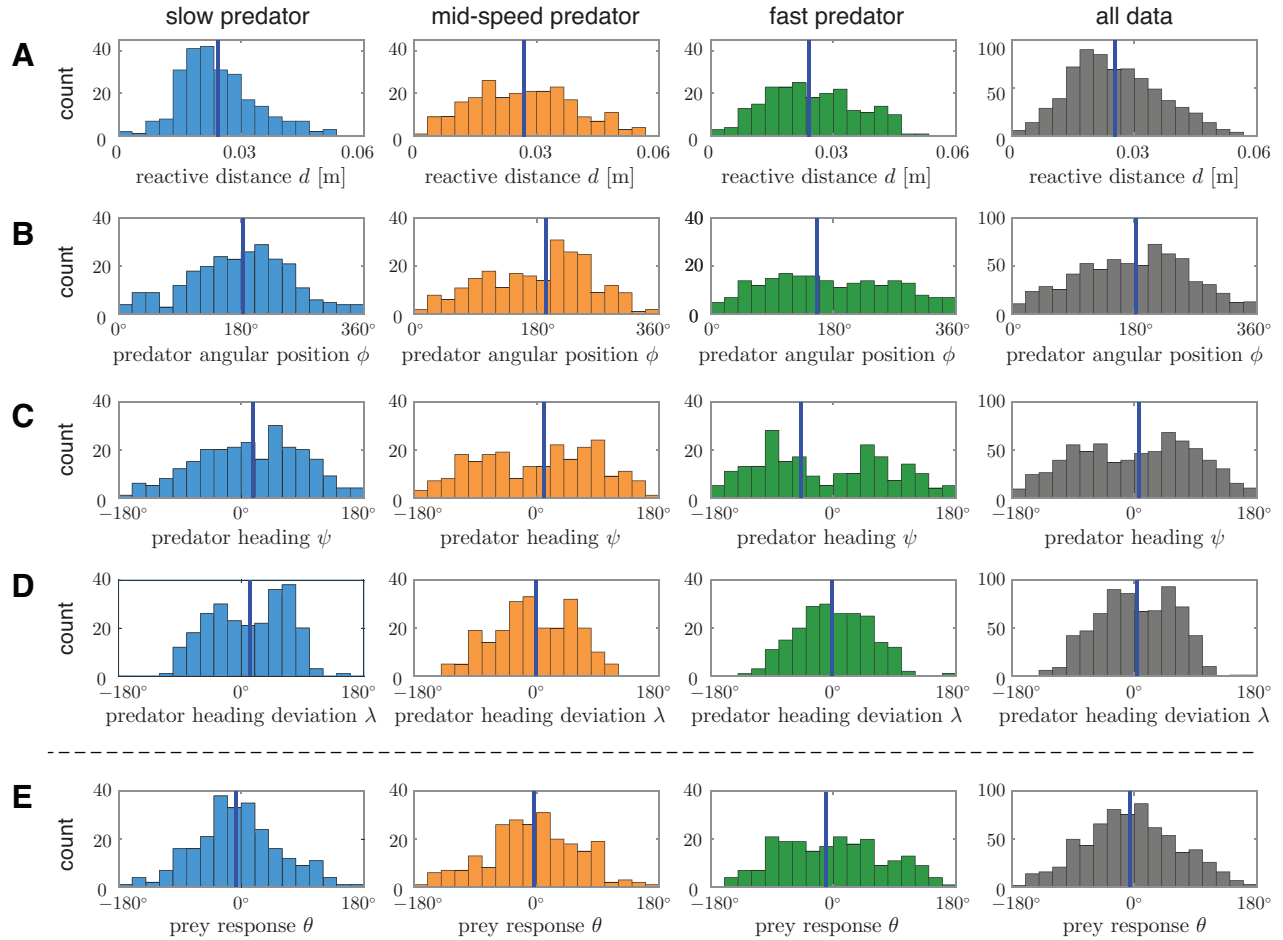 slow predator mid-speed predator fast predator all data
A
count
40 40 40 100
20 20 20 50
0 0 0 0
0 0.03 0.06 0 0.03 0.06 0 0.03 0.06 0 0.03 0.06
reactive distance d [m] reactive distance d [m] reactive distance d [m] reactive distance d [m]
B
count
40 40 40 100
20 20 20 50
0 0 0 0
0° 180° 360° 0° 180° 360° 0° 180° 360° 0° 180° 360°
predator angular position ϕ predator angular position ϕ predator angular position ϕ predator angular position ϕ
C
count
40 40 40 100
20 20 20 50
0 0 0 0
−180° 0° 180° −180° 0° 180° −180° 0° 180° −180° 0° 180°
predator heading ψ predator heading ψ predator heading ψ predator heading ψ
D
count
40 40 40 100
20 20 20 50
0 0 0 0
−180° 0° 180° −180° 0° 180° −180° 0° 180° −180° 0° 180°
predator heading deviation λ predator heading deviation λ predator heading deviation λ predator heading deviation λ
E
count
40 40 40 100
20 20 20 50
0 0 0 0
−180° 0° 180° −180° 0° 180° −180° 0° 180° −180° 0° 180°
prey response θ prey response θ prey response θ prey response θ